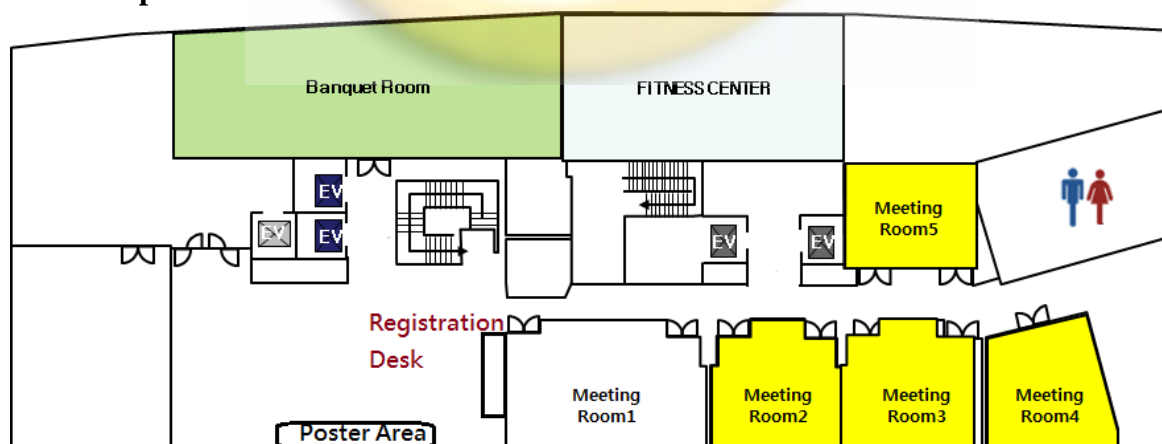 Banquet Room
FITNESS CENTER
EV
EV
EV
EV
EV
Meeting
Room5
Registration
Desk
Meeting
Room1
Meeting
Room2
Meeting
Room3
Meeting
Room4
Poster Area